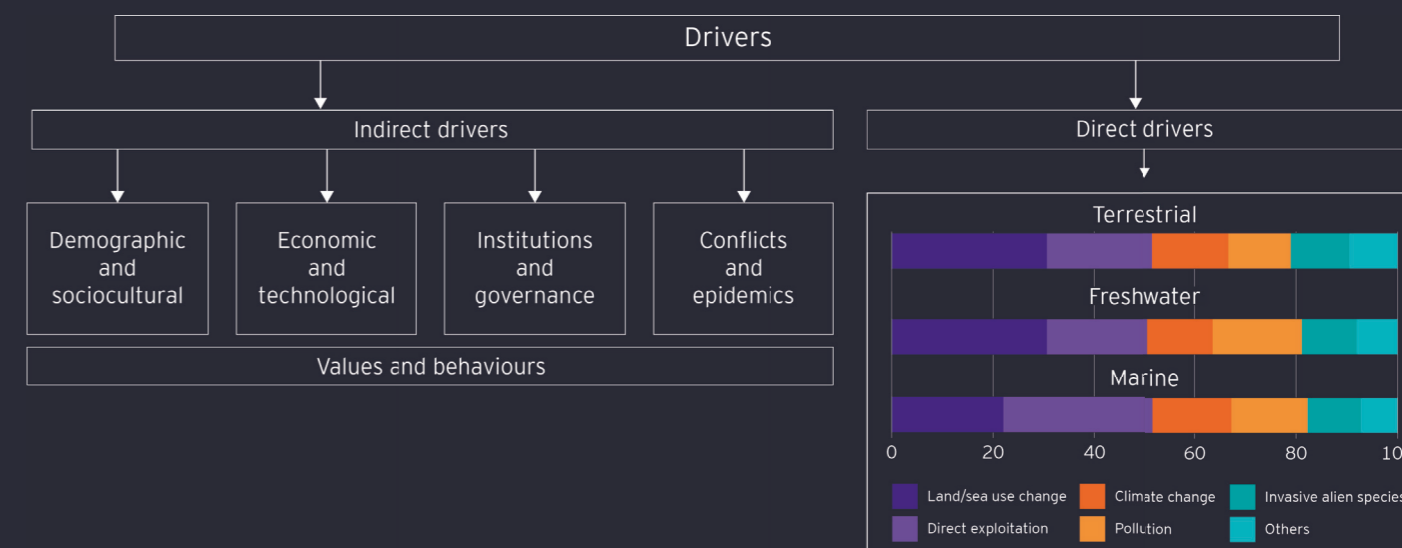 Drivers
Indirect drivers
Direct drivers
Demographic
and
sociocultural
Economic
and
technological
Institutions
and
governance
Conflicts
and
epidemics
Values and behaviours
Terrestrial
Freshwater
Marine
0 20 40 60 80 10
Land/sea use change
Climate change
Invasive alien species
Direct exploitation
Pollution
Others